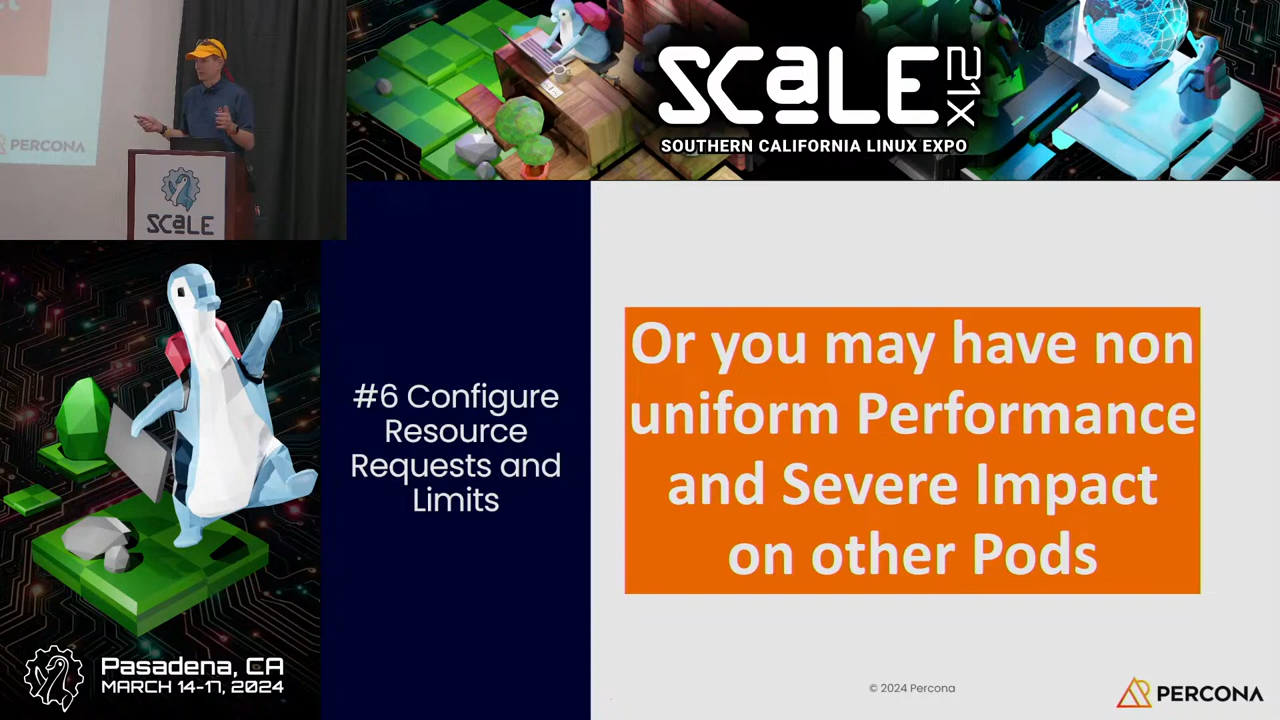 PERCONA
SCaLE
SCaLE 21x
SOUTHERN CALIFORNIA LINUX EXPO
#6 Configure
Resource
Requests and
Limits
Or you may have non
uniform Performance
and Severe Impact
on other Pods
Pasadena, CA
MARCH 14-17, 2024
© 2024 Percona
PERCONA